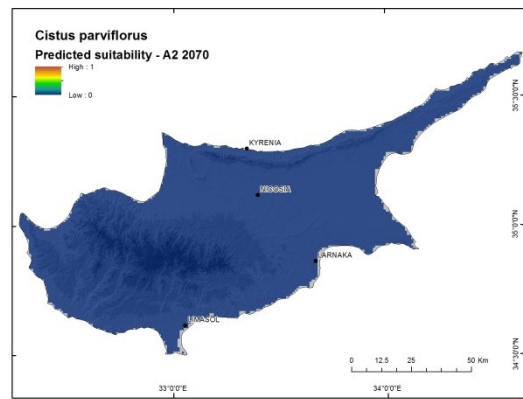 Cistus parviflorus
Predicted suitability - A2 2070
High : 1
Low : 0
KYRENIA
NICOSIA
LARNAKA
LIMASOL
35°30'0"N
35°0'0"N
34°30'0"N
0 12.5 25 50 Km
33°0'0"E
34°0'0"E